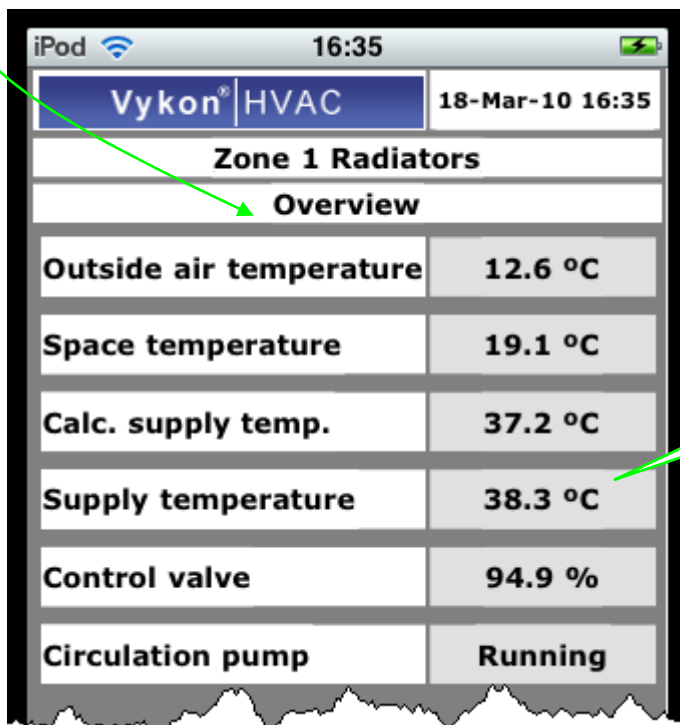 iPod 16:35
Vykon® HVAC 18-Mar-10 16:35
Zone 1 Radiators
Overview
Outside air temperature 12.6 ºC
Space temperature 19.1 ºC
Calc. supply temp. 37.2 ºC
Supply temperature 38.3 ºC
Control valve 94.9 %
Circulation pump Running